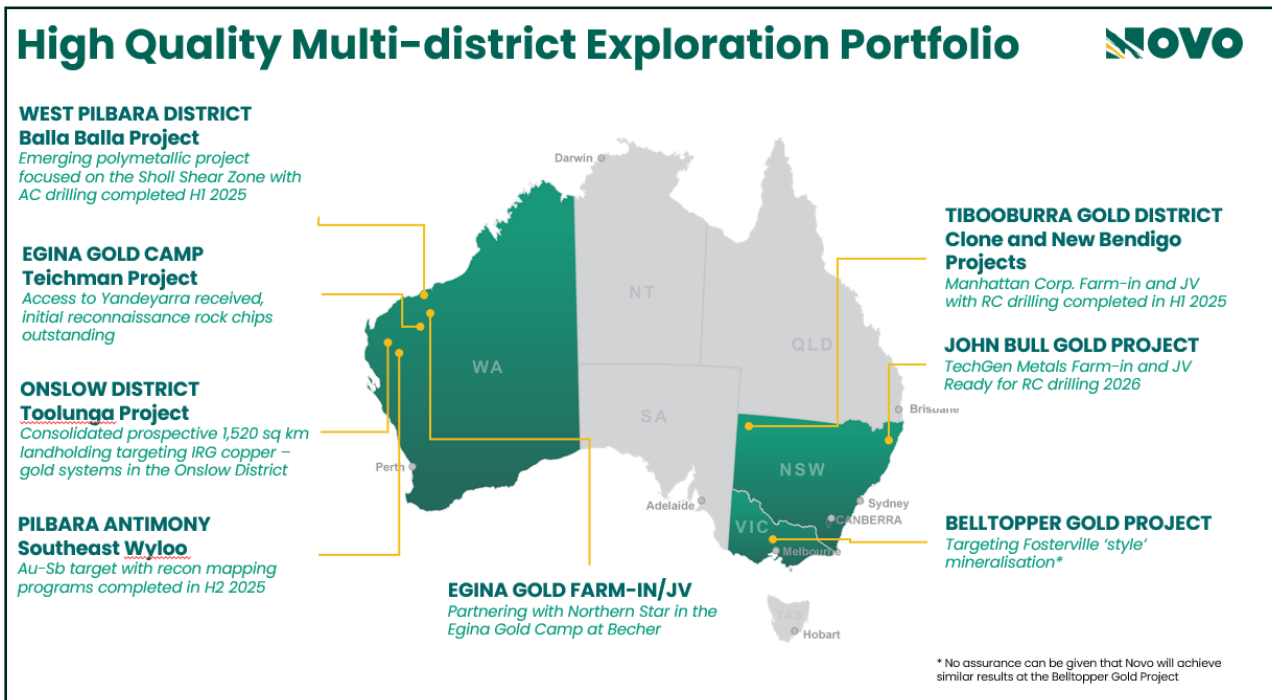 High Quality Multi-district Exploration Portfolio
NOVO
WEST PILBARA DISTRICT
Balla Balla Project
Emerging polymetallic project
focused on the Sholl Shear Zone with
AC drilling completed H1 2025
EGINA GOLD CAMP
Teichman Project
Access to Yandeyarra received,
initial reconnaissance rock chips
outstanding
ONSLOW DISTRICT
Toolunga Project
Consolidated prospective 1,520 sq km
landholding targeting IRG copper –
gold systems in the Onslow District
PILBARA ANTIMONY
Southeast Wyloo
Au-Sb target with recon mapping
programs completed in H2 2025
Darwin
NT
QLD
WA
SA
Brisbane
Perth
NSW
Adelaide
Sydney
CANBERRA
VIC
Melbourne
TAS
Hobart
EGINA GOLD FARM-IN/JV
Partnering with Northern Star in the
Egina Gold Camp at Becher
TIBOOBURRA GOLD DISTRICT
Clone and New Bendigo
Projects
Manhattan Corp. Farm-in and JV
with RC drilling completed in H1 2025
JOHN BULL GOLD PROJECT
TechGen Metals Farm-in and JV
Ready for RC drilling 2026
BELLTOPPER GOLD PROJECT
Targeting Fosterville ‘style’
mineralisation*
* No assurance can be given that Novo will achieve
similar results at the Belltopper Gold Project